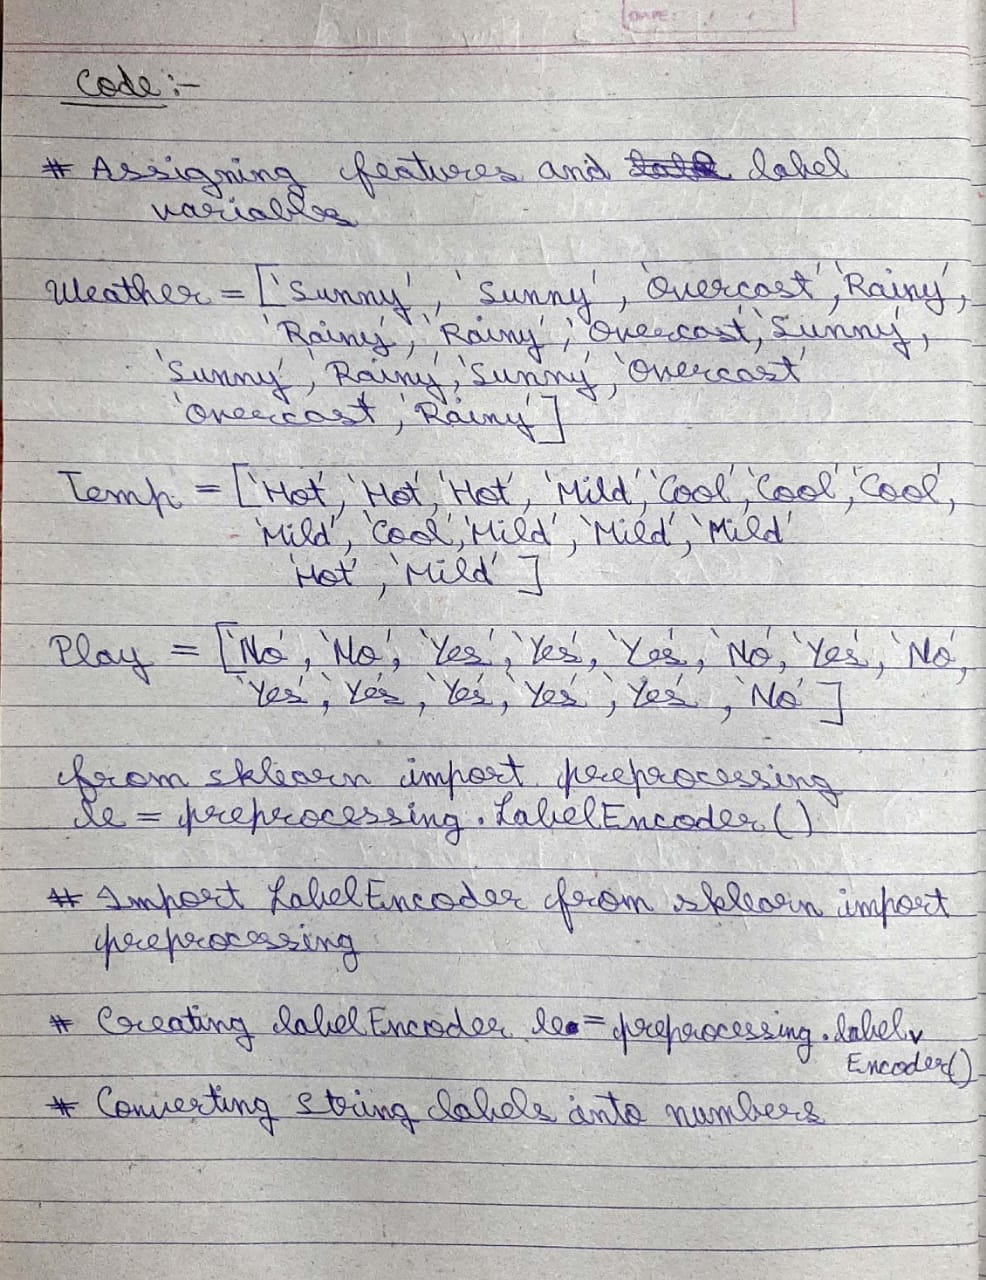 DATE:
Code :-
# Assigning features and label
variables
Weather = ['Sunny', 'Sunny', 'Overcast', 'Rainy',
'Rainy', 'Rainy', 'Overcast', 'Sunny',
'Sunny', 'Rainy', 'Sunny', 'Overcast'
'Overcast', 'Rainy']
Temp = ['Hot', 'Hot', 'Hot', 'Mild', 'Cool', 'Cool', 'Cool',
'Mild', 'Cool', 'Mild', 'Mild', 'Mild'
'Hot', 'Mild']
Play = ['No', 'No', 'Yes', 'Yes', 'Yes', 'No', 'Yes', 'No',
'Yes', 'Yes', 'Yes', 'Yes', 'Yes', 'No']
from sklearn import preprocessing
le = preprocessing.LabelEncoder()
# Import LabelEncoder from sklearn import
preprocessing
# Creating labelEncoder le = preprocessing.label
Encoder()
# Converting string labels into numbers